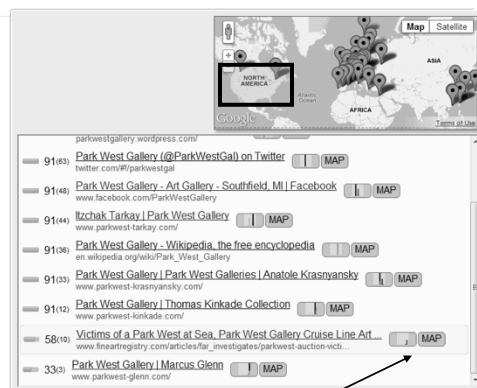 Map Satellite
NORTH AMERICA
Atlantic Ocean
ASIA
AFRICA
Google
Terms of Use
parkwestgallery.wordpress.com/
91(63) Park West Gallery (@ParkWestGal) on Twitter MAP
twitter.com/#!/parkwestgal
91(48) Park West Gallery - Art Gallery - Southfield, MI | Facebook MAP
www.facebook.com/ParkWestGallery
91(44) Itzchak Tarkay | Park West Gallery MAP
www.parkwest-tarkay.com/
91(36) Park West Gallery - Wikipedia, the free encyclopedia MAP
en.wikipedia.org/wiki/Park_West_Gallery
91(33) Park West Gallery | Park West Galleries | Anatole Krasnyansky MAP
www.parkwest-krasnyansky.com/
91(12) Park West Gallery | Thomas Kinkade Collection MAP
www.parkwest-kinkade.com/
58(10) Victims of a Park West at Sea, Park West Gallery Cruise Line Art ... MAP
www.fineartregistry.com/articles/far_investigates/parkwest-auction-victi...
33(3) Park West Gallery | Marcus Glenn MAP
www.parkwest-glenn.com/